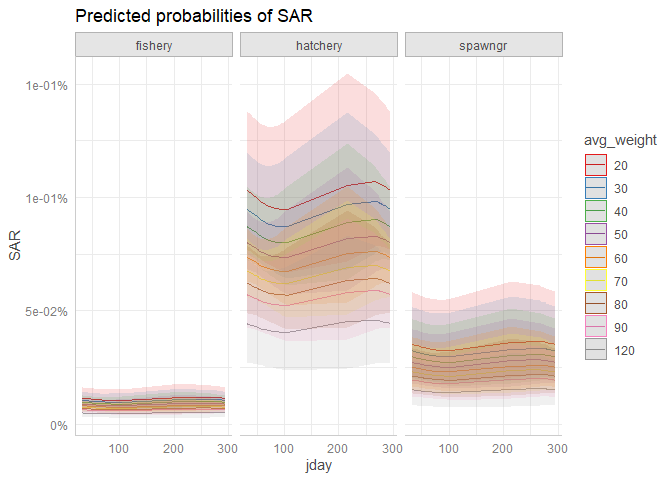 Predicted probabilities of SAR
fishery hatchery spawngr
1e-01%
1e-01%
5e-02%
0%
SAR
100 200 300 100 200 300 100 200 300
jday
avg_weight
20
30
40
50
60
70
80
90
120